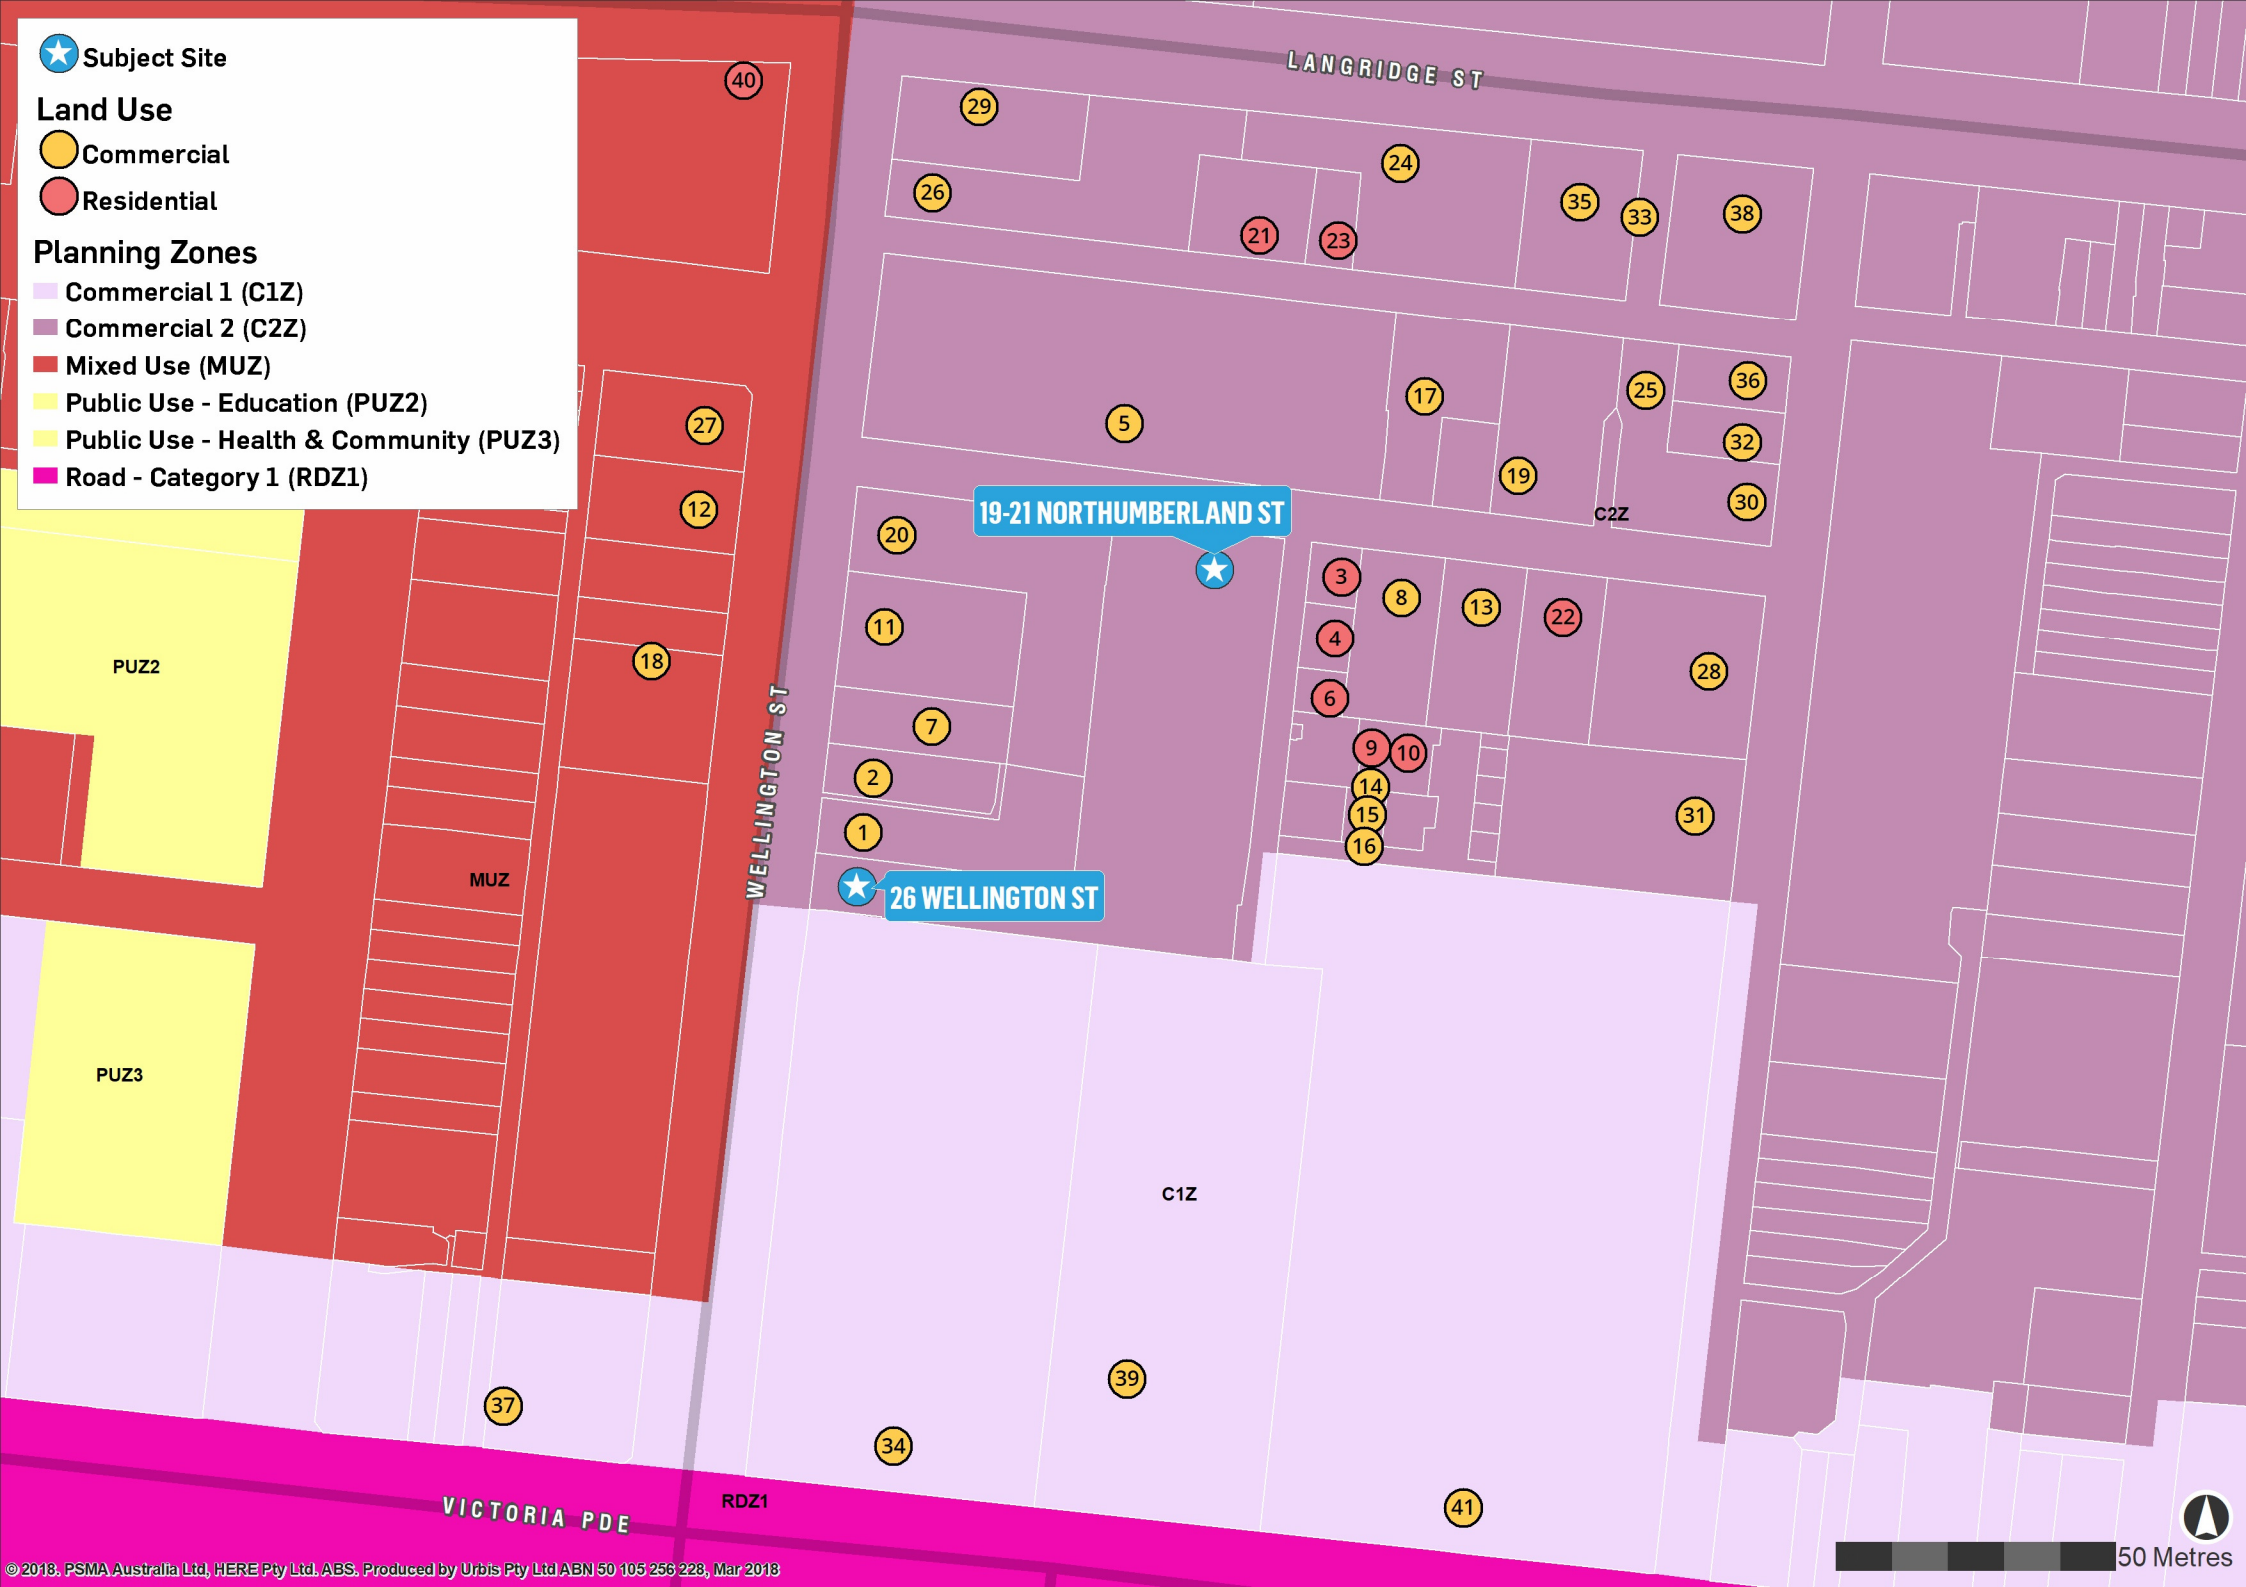 Subject Site
Land Use
Commercial
Residential
Planning Zones
Commercial 1 (C1Z)
Commercial 2 (C2Z)
Mixed Use (MUZ)
Public Use - Education (PUZ2)
Public Use - Health & Community (PUZ3)
Road - Category 1 (RDZ1)
LANGRIDGE ST
40
29
24
26
35
33
38
21
23
36
25
17
5
27
32
19
30
12
C2Z
19-21 NORTHUMBERLAND ST
20
3
8
13
22
11
4
18
PUZ2
28
6
WELLINGTON ST
7
9
10
2
14
15
31
1
16
MUZ
26 WELLINGTON ST
PUZ3
C1Z
39
37
34
RDZ1
41
VICTORIA PDE
50 Metres
© 2018. PSMA Australia Ltd, HERE Pty Ltd. ABS. Produced by Urbis Pty Ltd ABN 50 105 256 228, Mar 2018